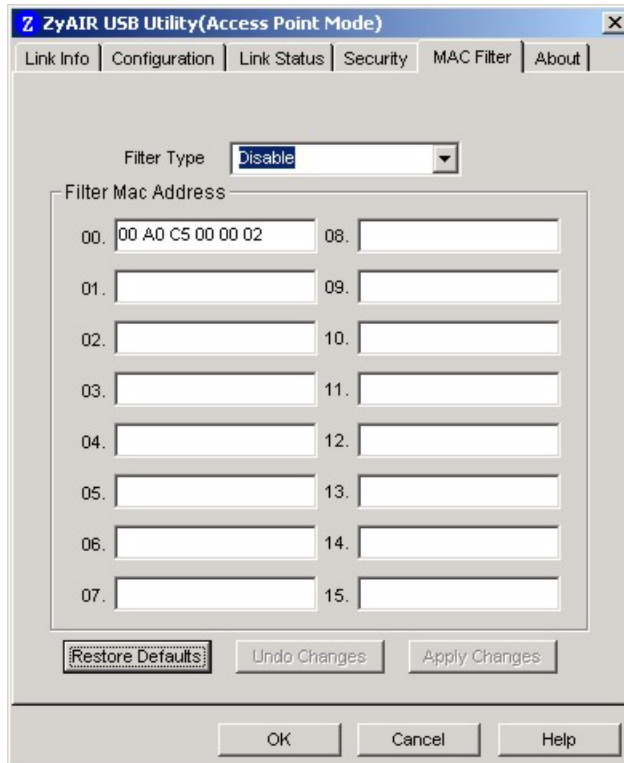 Z ZyAIR USB Utility(Access Point Mode)
Link Info Configuration Link Status Security MAC Filter About
Filter Type Disable
Filter Mac Address
00. 00 A0 C5 00 00 02 08.
01. 09.
02. 10.
03. 11.
04. 12.
05. 13.
06. 14.
07. 15.
Restore Defaults Undo Changes Apply Changes
OK Cancel Help